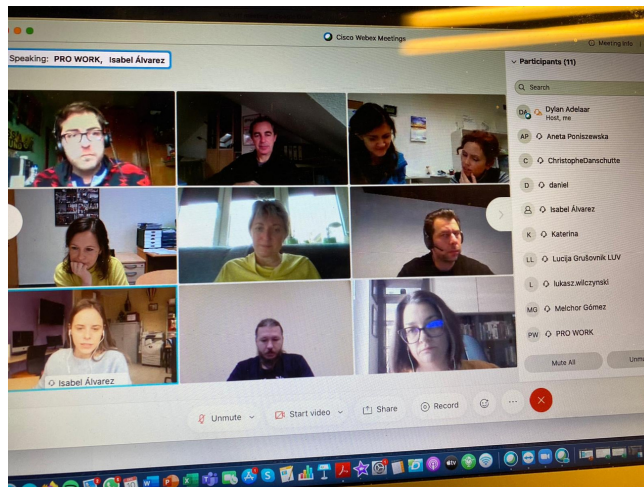 Cisco Webex Meetings
Meeting info
Speaking: PRO WORK, Isabel Álvarez
Participants (11)
Search
DA
Dylan Adelaar
Host, me
AP Aneta Poniszewska
C ChristopheDanschutte
D daniel
Isabel Álvarez
K Katerina
LL Lucija Grušovnik LUV
L lukasz.wilczynski
MG Melchor Gómez
PW PRO WORK
Mute All
Isabel Álvarez
Unmute
Start video
Share
Record
tv